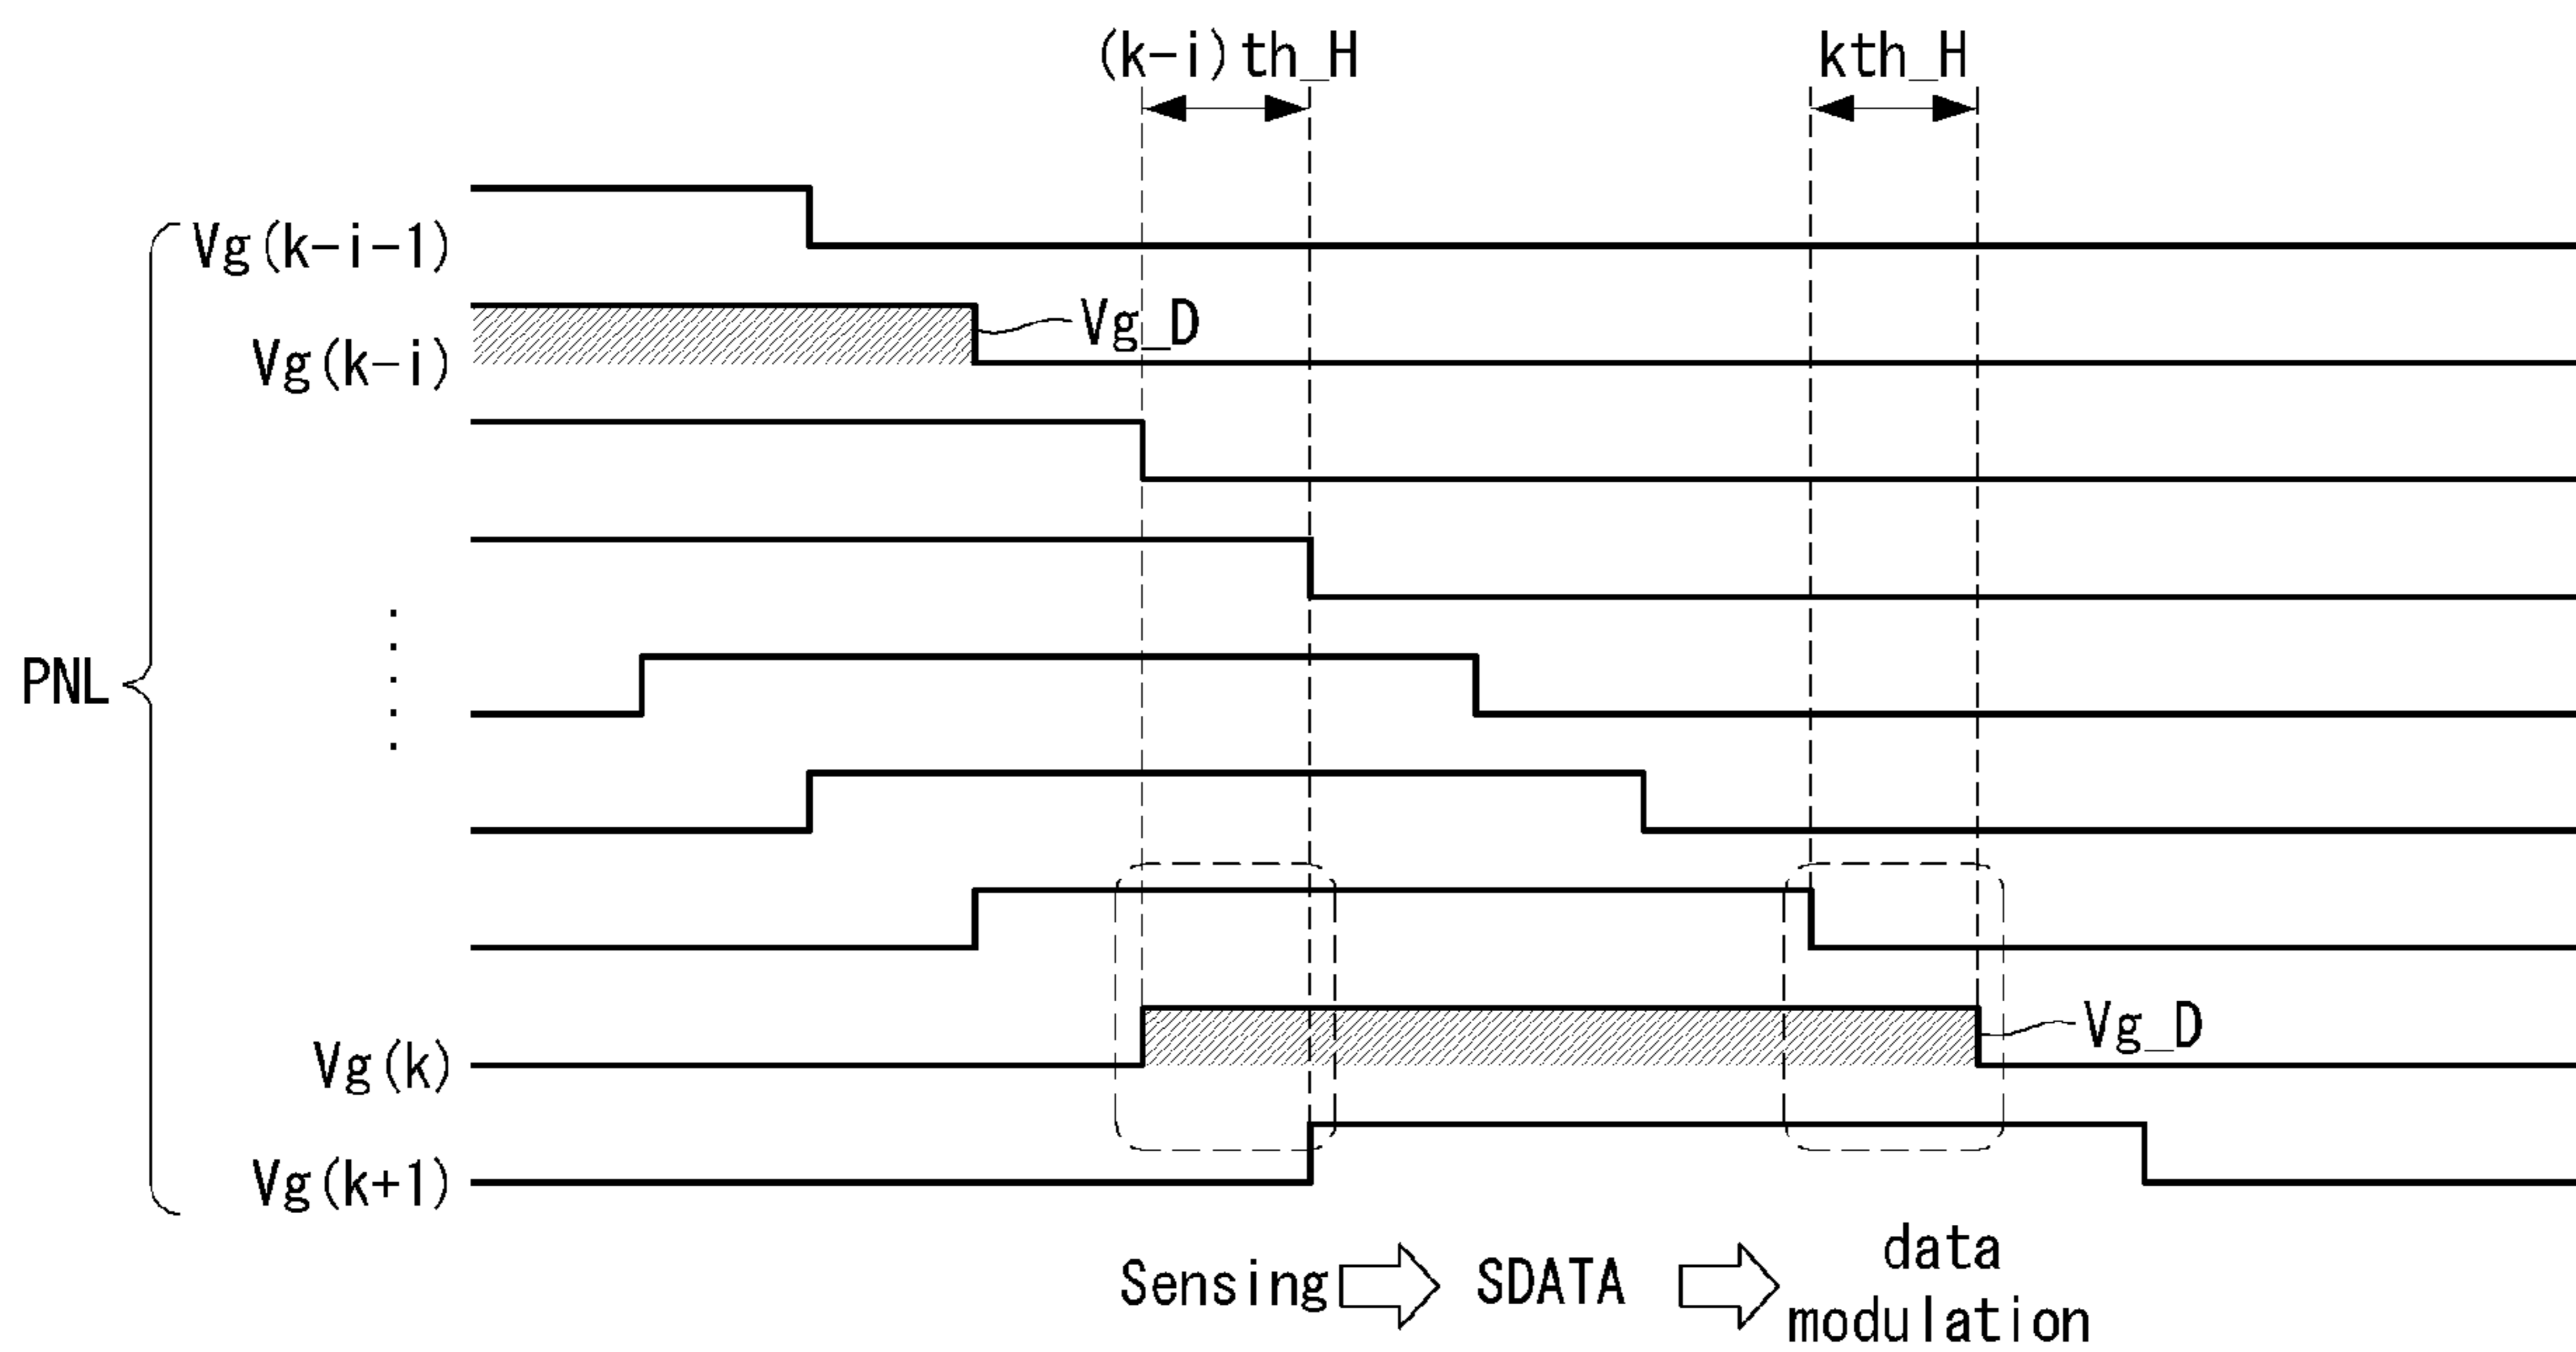 (k-i)th_H
kth_H
Vg(k-i-1)
Vg_D
Vg(k-i)
PNL
Vg_D
Vg(k)
Vg(k+1)
Sensing
SDATA
data
modulation